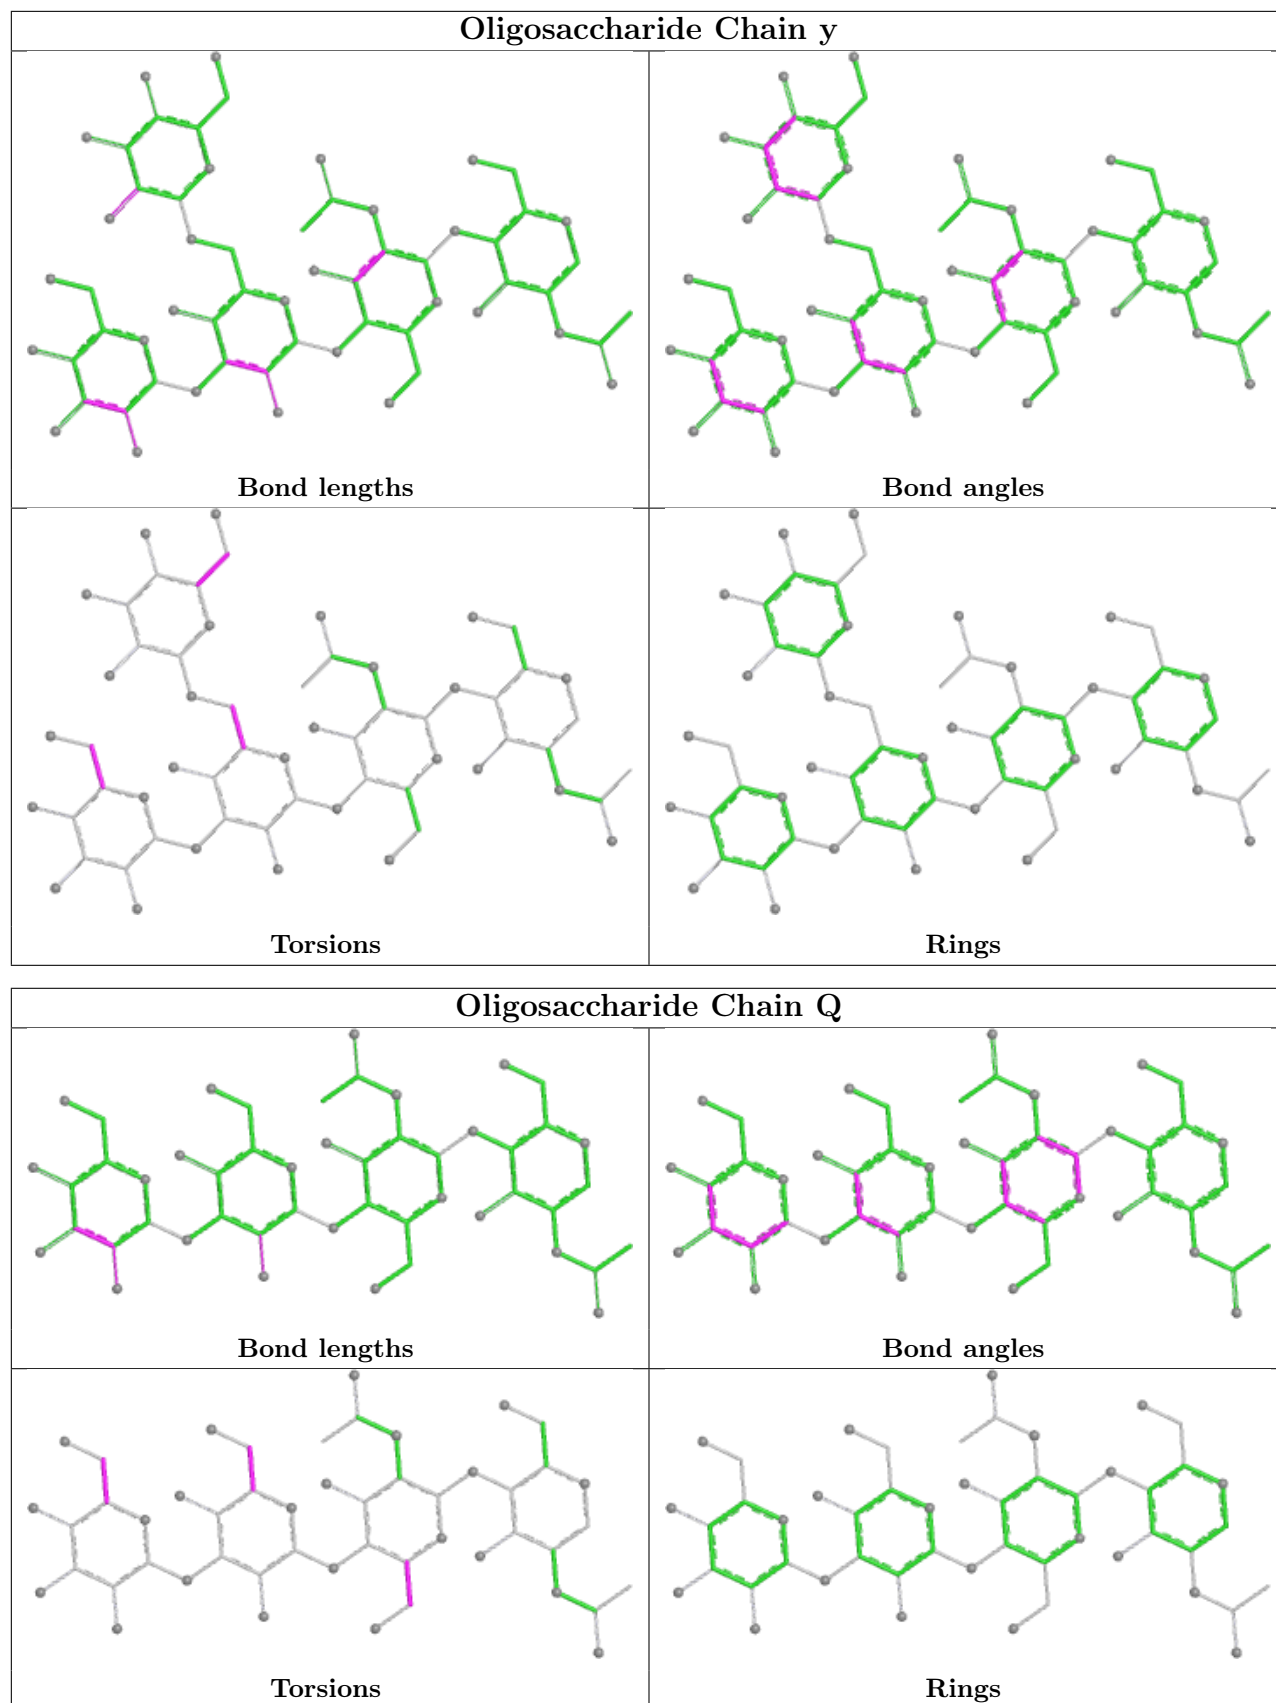 Oligosaccharide Chain y
Bond lengths
Bond angles
Torsions
Rings
Oligosaccharide Chain Q
Bond lengths
Bond angles
Torsions
Rings